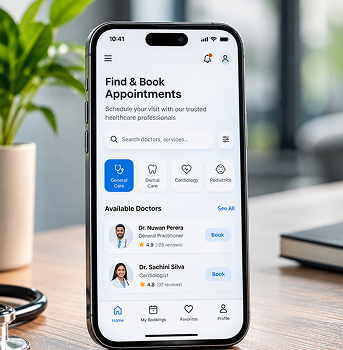 10:41
Find & Book
Appointments
Schedule your visit with our trusted
healthcare professionals
Search doctors, services...
General
Care
Dental
Care
Cardiology
Pediatrics
Available Doctors
See All
Dr. Nuwan Perera
General Practitioner
4.9 (128 reviews)
Book
Dr. Sachini Silva
Cardiologist
4.8 (97 reviews)
Book
Home
My Bookings
Favorites
Profile